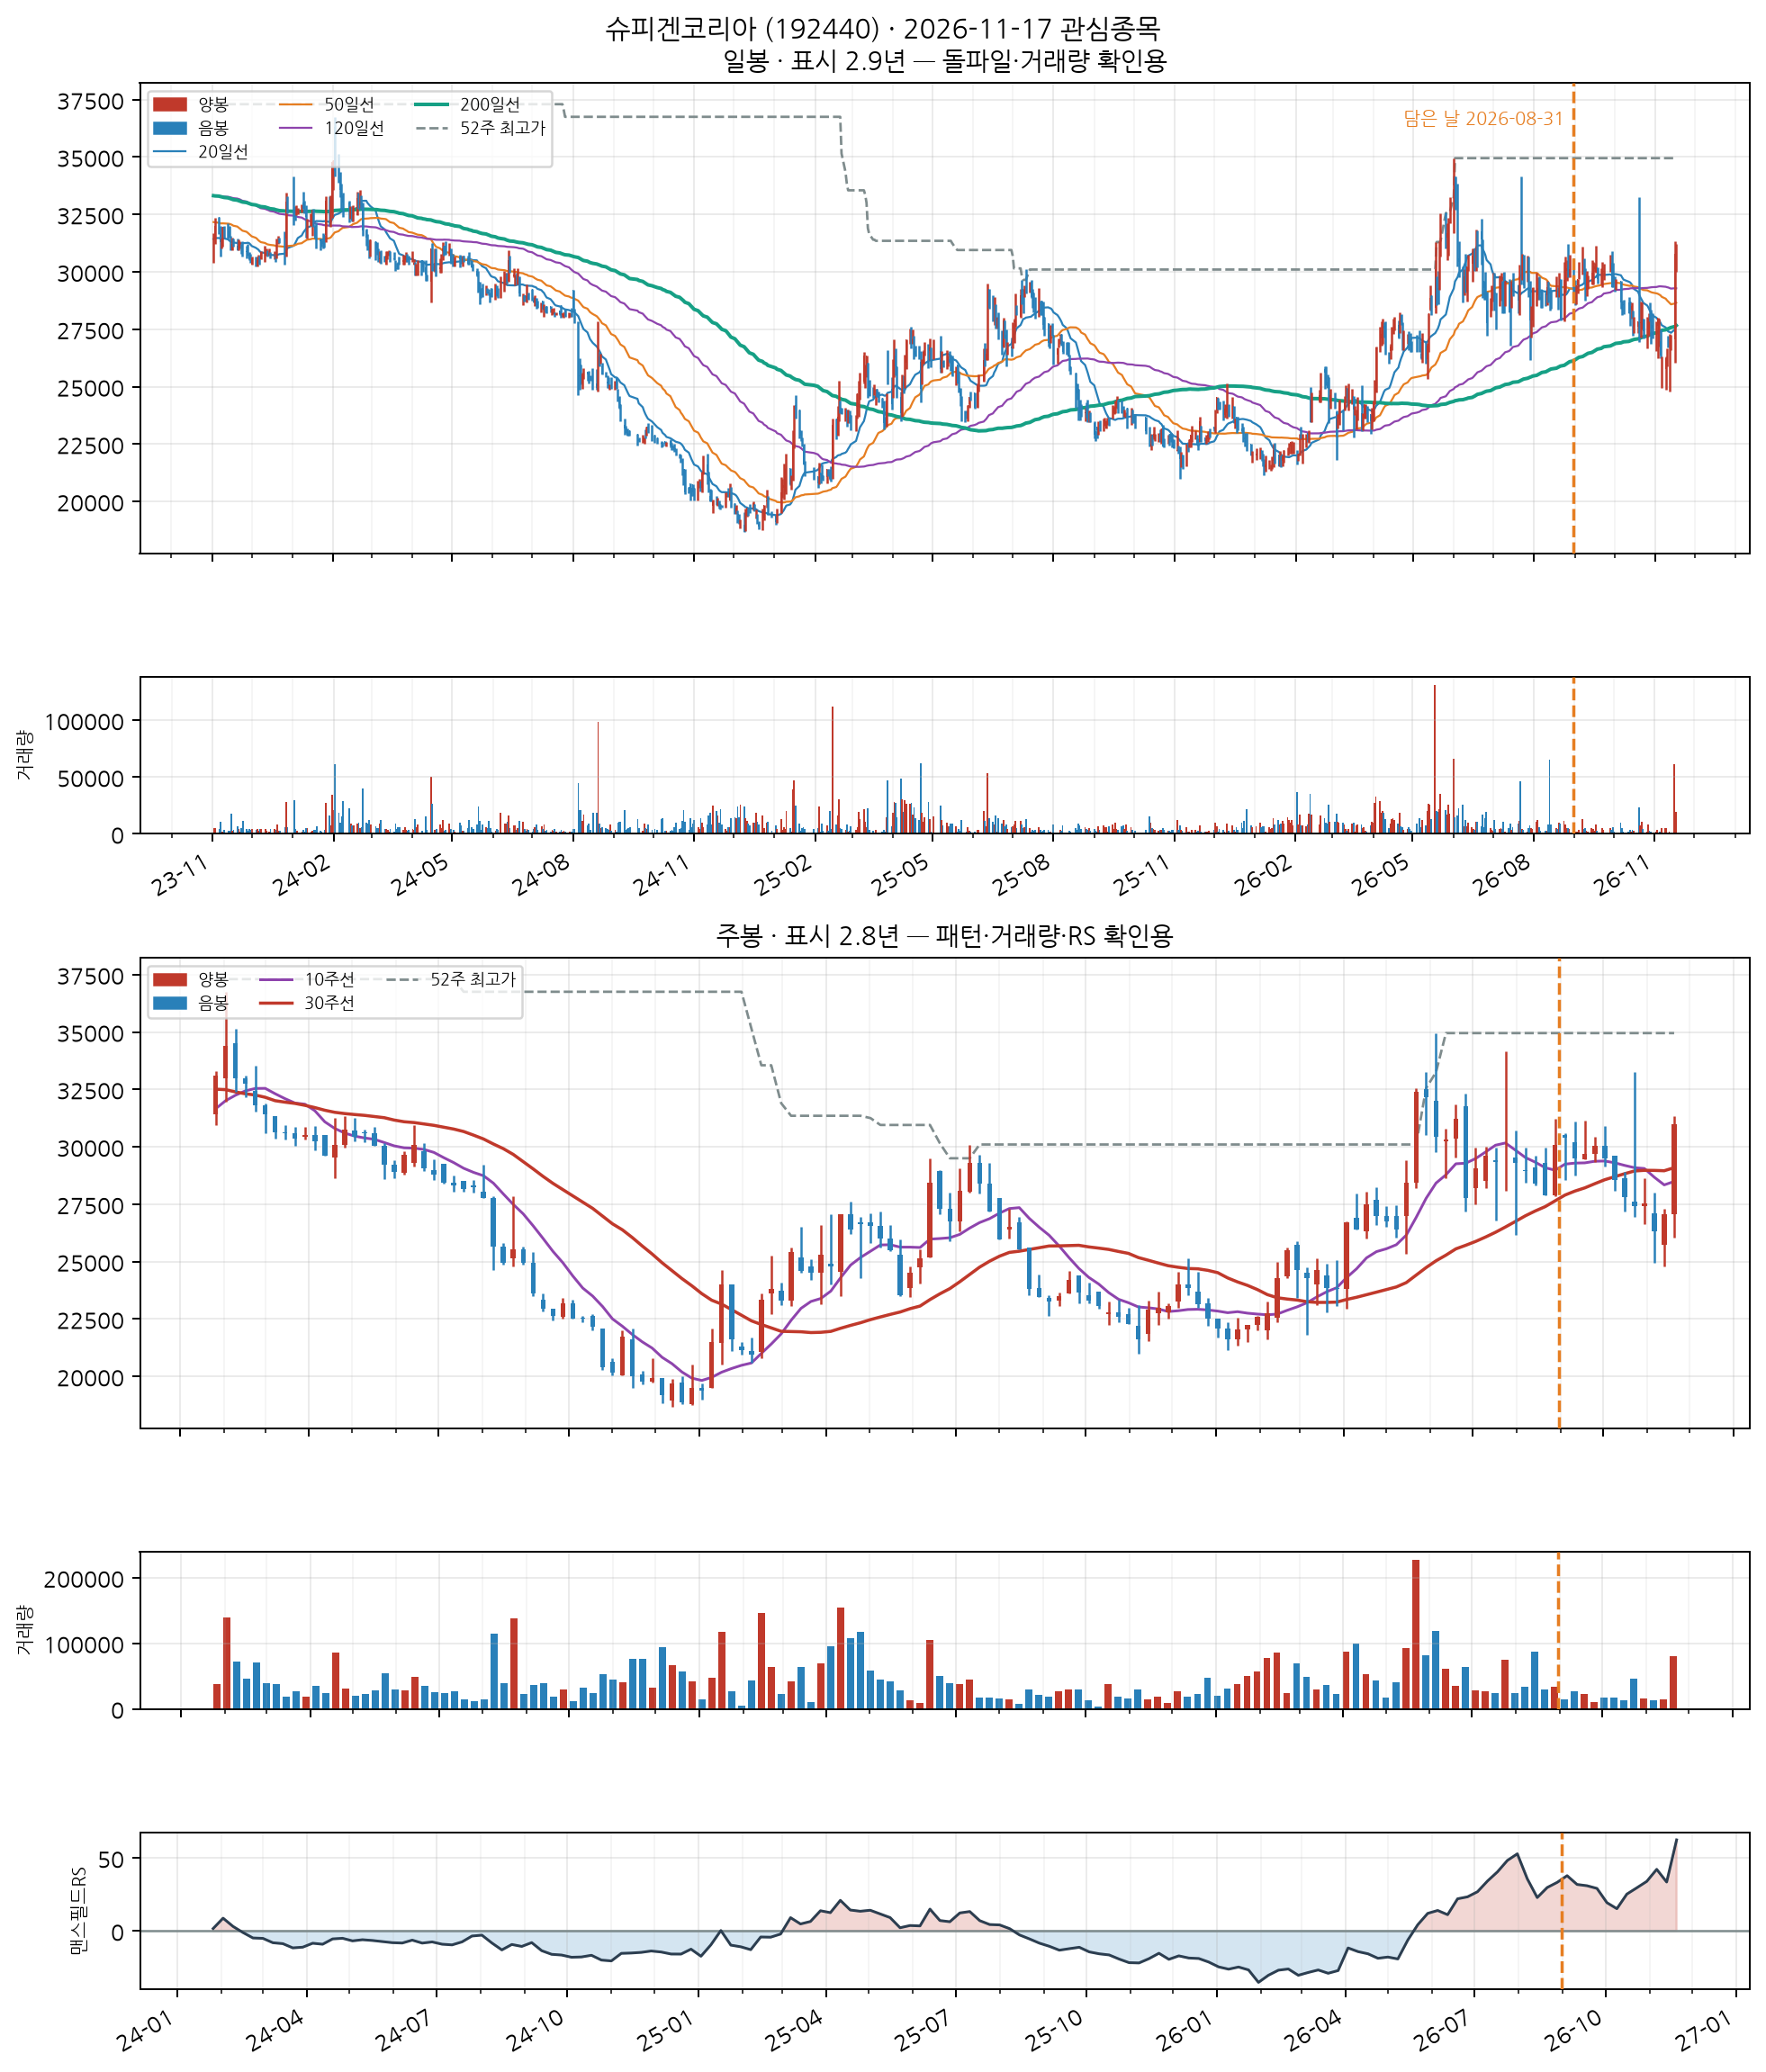 슈피겐코리아 (192440) · 2026-11-17 관심종목
일봉 · 표시 2.9년 — 돌파일·거래량 확인용
양봉 50일선 200일선
음봉 120일선 52주 최고가
20일선
담은 날 2026-08-31
37500
35000
32500
30000
27500
25000
22500
20000
거래량
100000
50000
0
23-11 24-02 24-05 24-08 24-11 25-02 25-05 25-08 25-11 26-02 26-05 26-08 26-11
주봉 · 표시 2.8년 — 패턴·거래량·RS 확인용
양봉 10주선 52주 최고가
음봉 30주선
37500
35000
32500
30000
27500
25000
22500
20000
거래량
200000
100000
0
맨스필드RS
50
0
24-01 24-04 24-07 24-10 25-01 25-04 25-07 25-10 26-01 26-04 26-07 26-10 27-01